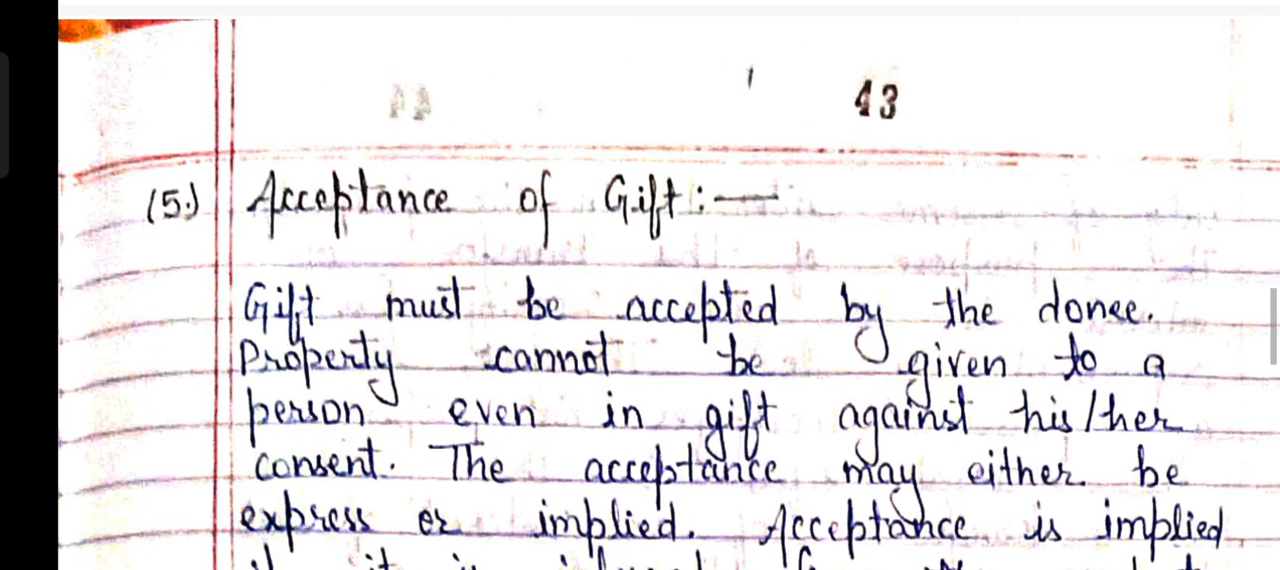 43
(5.) Acceptance of Gift:—
Gift must be accepted by the donee.
Property cannot be given to a
person even in gift against his/her
consent. The acceptance may either be
express or implied. Acceptance is implied